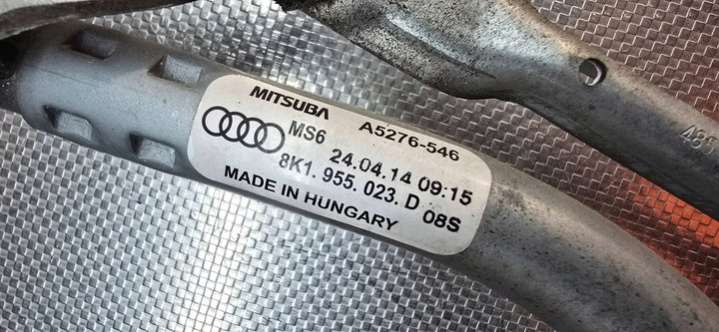 MITSUBA A5276-546
MS6 24.04.14 09:15
8K1.955.023.D 08S
MADE IN HUNGARY